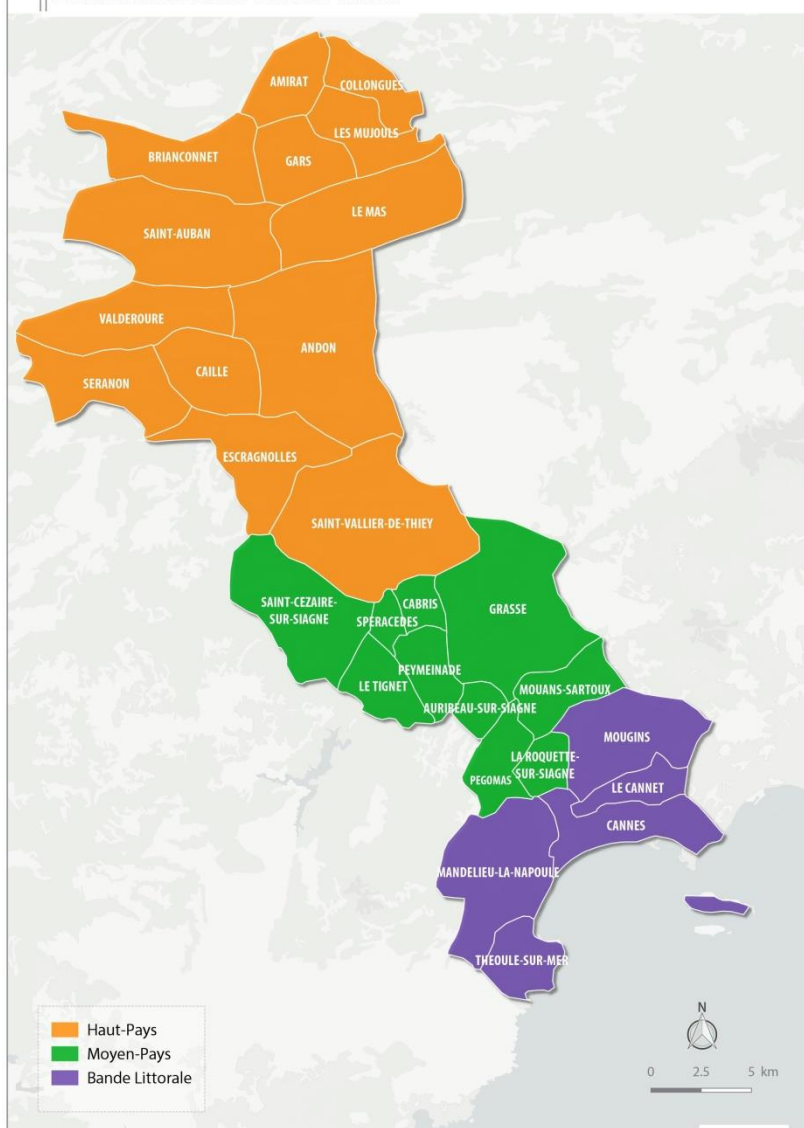 AMIRAT
COLLONGUES
LES MUJOULS
BRIANCONNET
GARS
LE MAS
SAINT-AUBAN
VALDEROURE
ANDON
CAILLE
SERANON
ESCRAGNOLLES
SAINT-VALLIER-DE-THIEY
SAINT-CEZAIRE-
SUR-SIAGNE
CABRIS
SPERACEDES
GRASSE
PEYMEINADE
LE TIGNET
MOUANS-SARTOUX
AURIBEAU-SUR-SIAGNE
MOUGINS
LA ROQUETTE-
SUR-SIAGNE
PEGOMAS
LE CANNET
CANNES
MANDELIEU-LA-NAPOULE
THEOULE-SUR-MER
Haut-Pays
Moyen-Pays
Bande Littorale
N
0 2.5 5 km